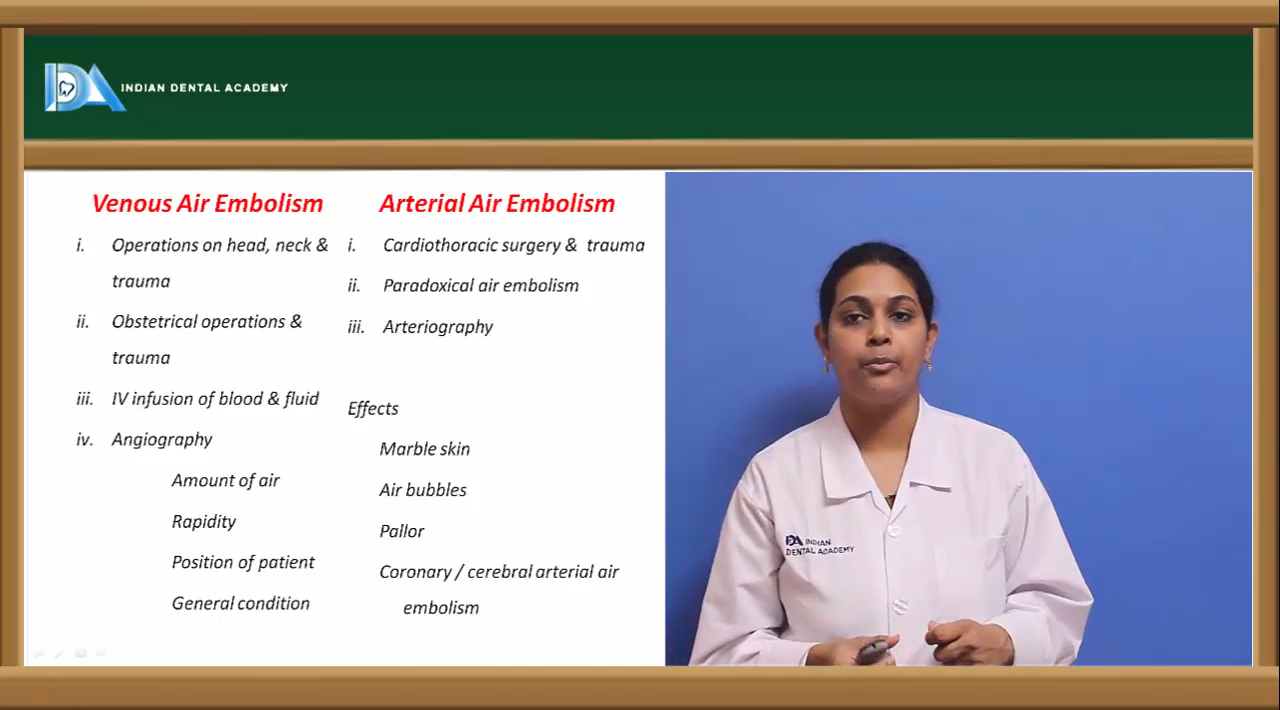 IDA INDIAN DENTAL ACADEMY
Venous Air Embolism
i. Operations on head, neck &
trauma
ii. Obstetrical operations &
trauma
iii. IV infusion of blood & fluid
iv. Angiography
Amount of air
Rapidity
Position of patient
General condition
Arterial Air Embolism
i. Cardiothoracic surgery & trauma
ii. Paradoxical air embolism
iii. Arteriography
Effects
Marble skin
Air bubbles
Pallor
Coronary / cerebral arterial air
embolism
IDA INDIAN
DENTAL ACADEMY